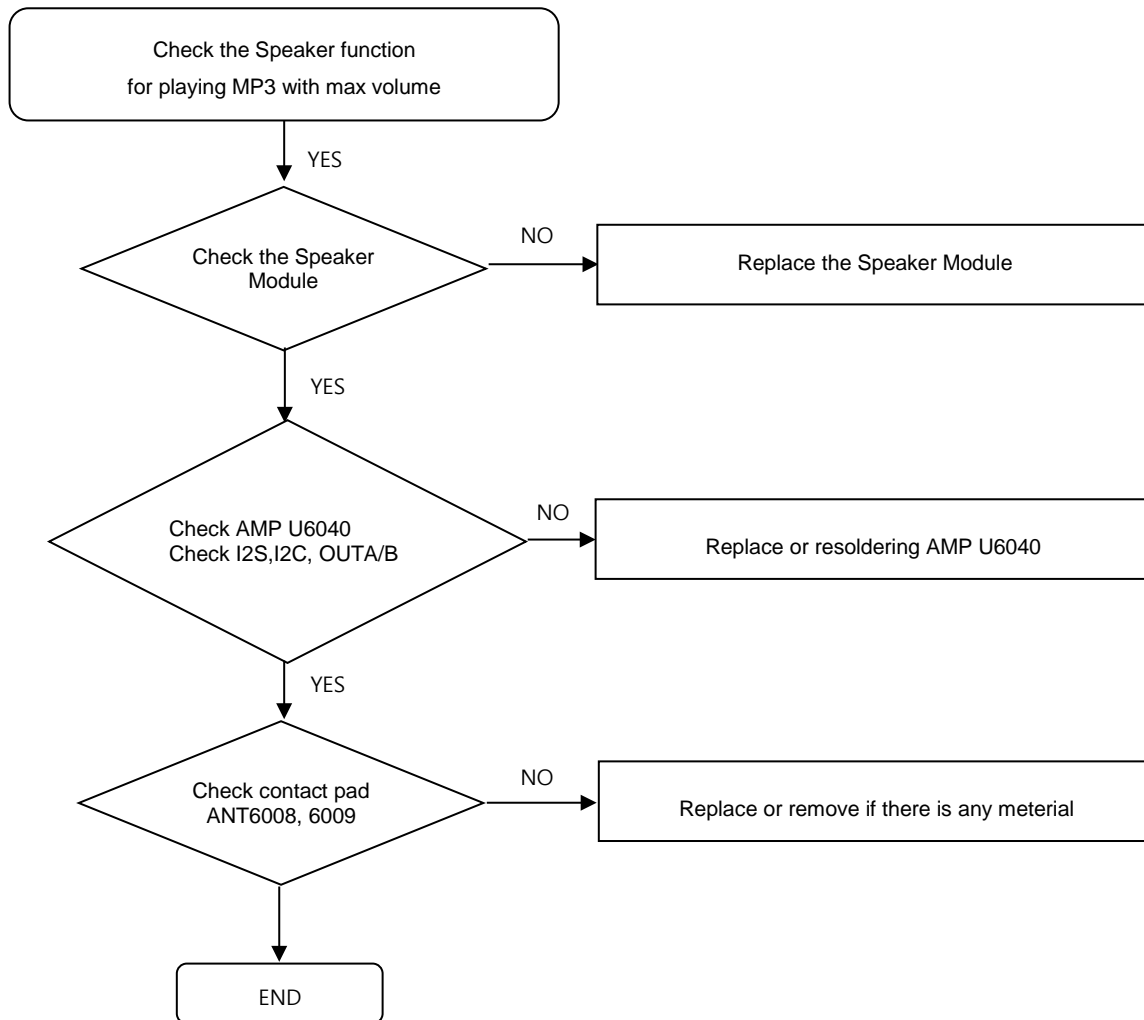 Check the Speaker function
for playing MP3 with max volume
YES
Check the Speaker
Module
NO
Replace the Speaker Module
YES
Check AMP U6040
Check I2S,I2C, OUTA/B
NO
Replace or resoldering AMP U6040
YES
Check contact pad
ANT6008, 6009
NO
Replace or remove if there is any meterial
END